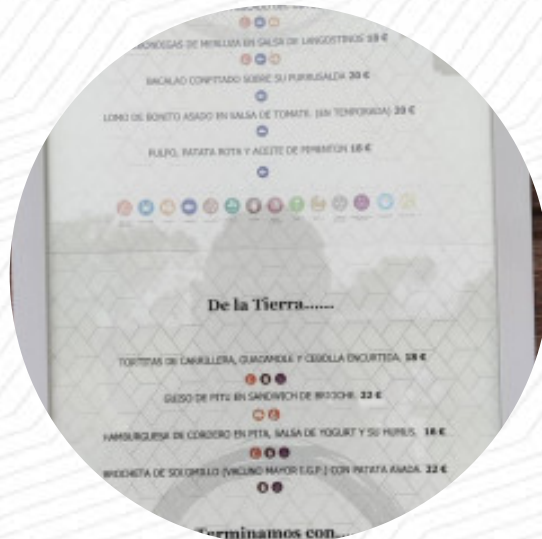 DE MERLUZA EN SALSA DE LANGOSTINOS 19 €
BACALAO CONFITADO SOBRE SU PURRUSALDA 20 €
LOMO DE BONITO ASADO EN SALSA DE TOMATE. (EN TEMPORADA) 20 €
PULPO, PATATA ROTA Y ACEITE DE PIMENTÓN 18 €
De la Tierra.......
TORTITAS DE CARRILLERA, GUACAMOLE Y CEBOLLA ENCURTIDA. 18 €
GUISO DE PITU EN SANDWICH DE BRIOCHE. 22 €
HAMBURGUESA DE CORDERO EN PITA, SALSA DE YOGURT Y SU HUMUS. 16 €
BROCHETA DE SOLOMILLO (VACUNO MAYOR I.G.P.) CON PATATA ASADA. 22 €
Terminamos con....